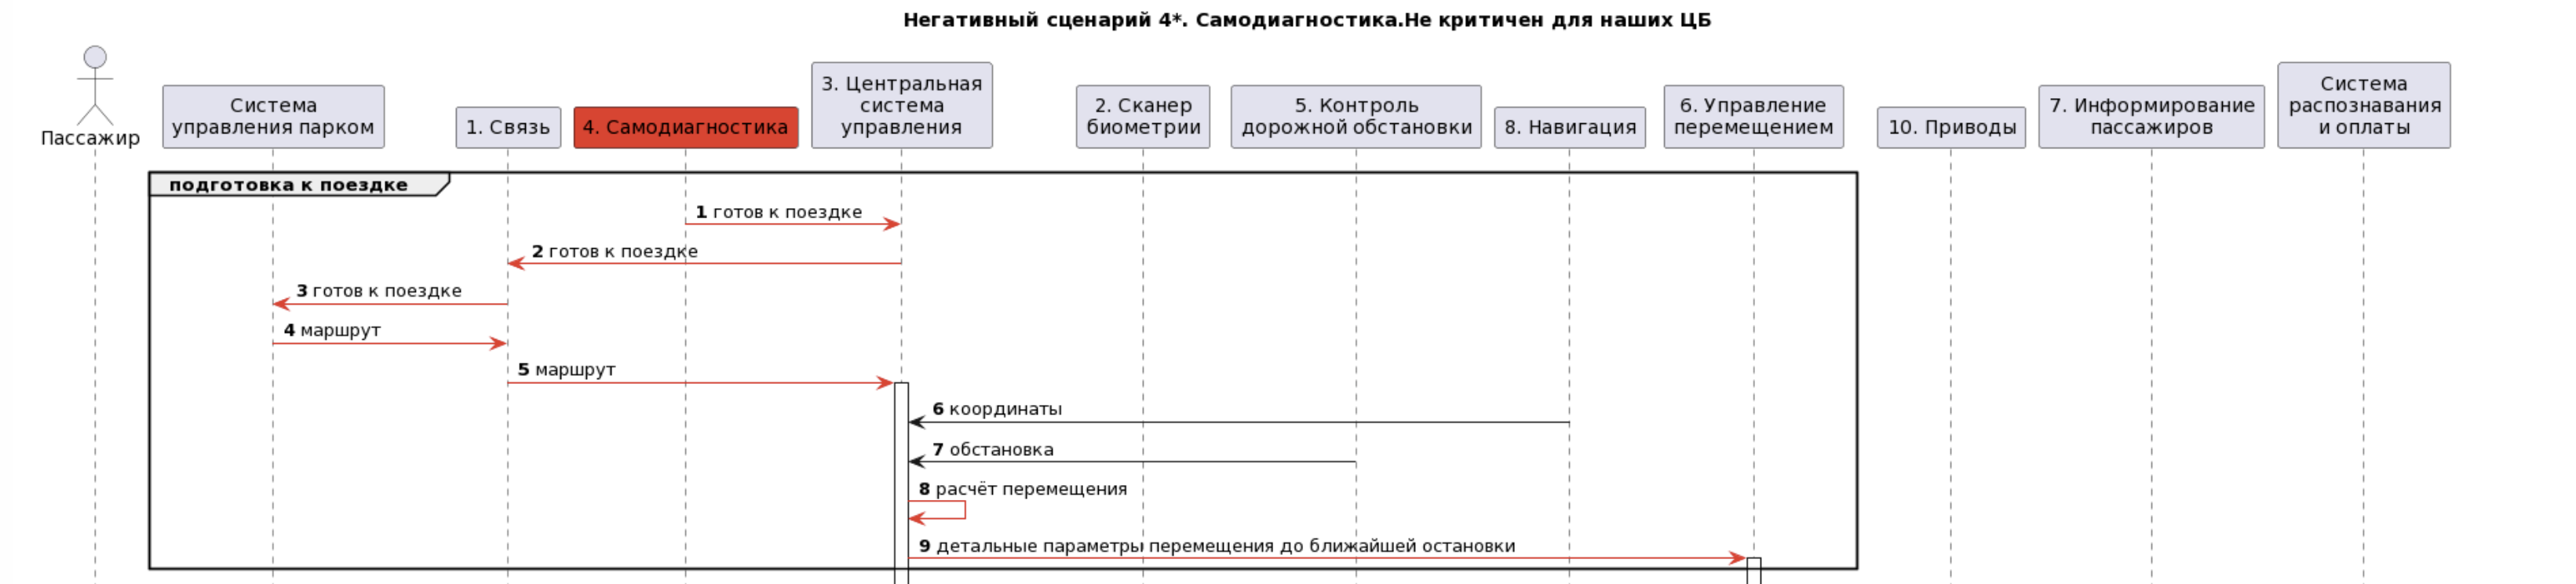 Негативный сценарий 4*. Самодиагностика.Не критичен для наших ЦБ
Пассажир
Система
управления парком
1. Связь
4. Самодиагностика
3. Центральная
система
управления
2. Сканер
биометрии
5. Контроль
дорожной обстановки
8. Навигация
6. Управление
перемещением
10. Приводы
7. Информирование
пассажиров
Система
распознавания
и оплаты
подготовка к поездке
1 готов к поездке
2 готов к поездке
3 готов к поездке
4 маршрут
5 маршрут
6 координаты
7 обстановка
8 расчёт перемещения
9 детальные параметры перемещения до ближайшей остановки